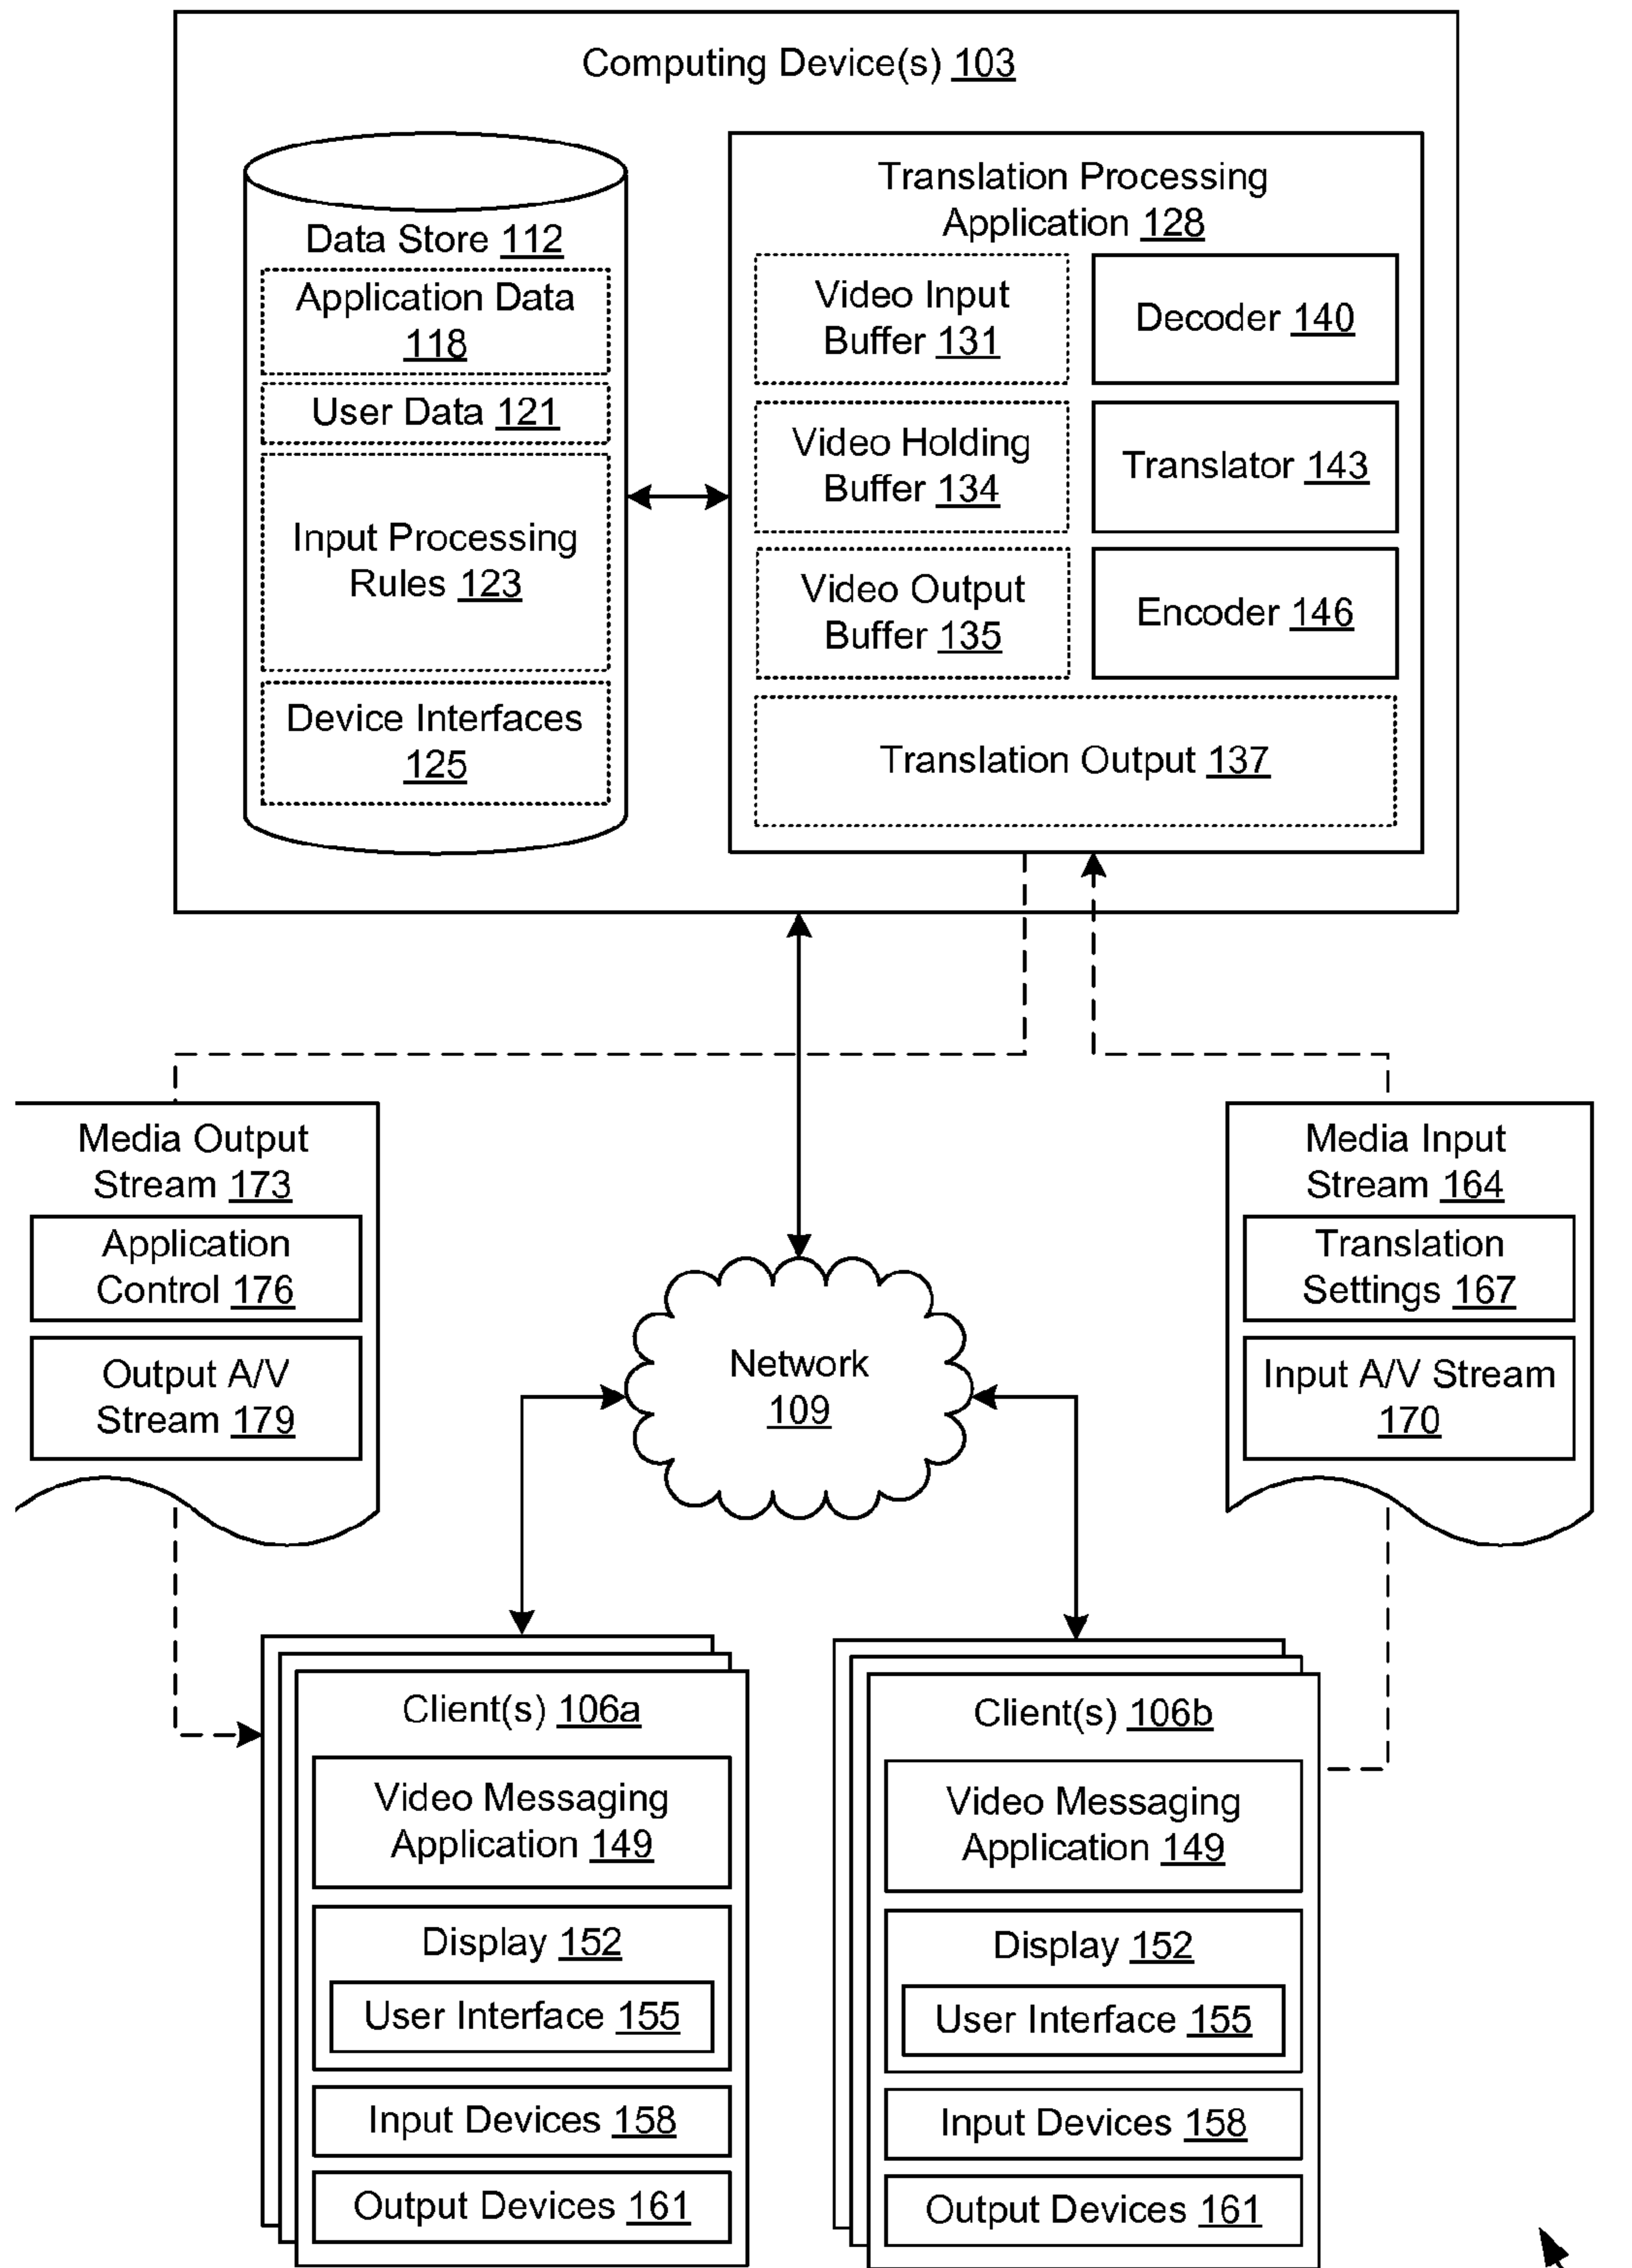 Computing Device(s) 103
Data Store 112
Application Data
118
User Data 121
Input Processing
Rules 123
Device Interfaces
125
Translation Processing
Application 128
Video Input
Buffer 131
Decoder 140
Video Holding
Buffer 134
Translator 143
Video Output
Buffer 135
Encoder 146
Translation Output 137
Media Output
Stream 173
Application
Control 176
Output A/V
Stream 179
Network
109
Media Input
Stream 164
Translation
Settings 167
Input A/V Stream
170
Client(s) 106a
Video Messaging
Application 149
Display 152
User Interface 155
Input Devices 158
Output Devices 161
Client(s) 106b
Video Messaging
Application 149
Display 152
User Interface 155
Input Devices 158
Output Devices 161